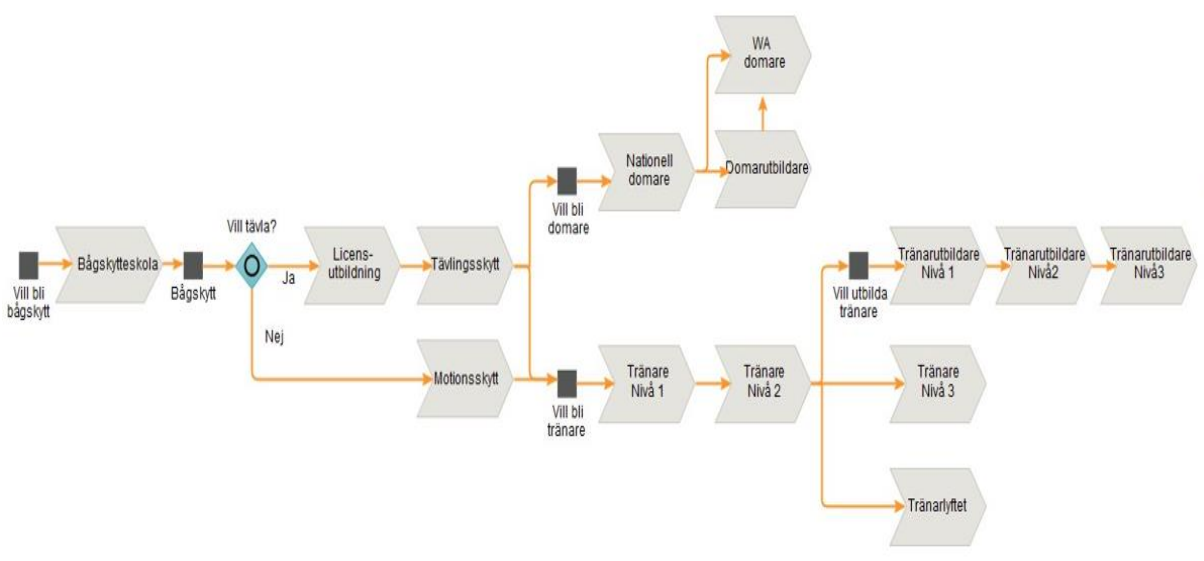 WA
domare
Nationell
domare
Domarutbildare
Vill bli
domare
Vill tävla?
Vill bli
bågskytt
Bågskytteskola
Bågskytt
Ja
Licens-
utbildning
Tävlingsskytt
Nej
Motionsskytt
Vill bli
tränare
Tränare
Nivå 1
Tränare
Nivå 2
Vill utbilda
tränare
Tränarutbildare
Nivå 1
Tränarutbildare
Nivå2
Tränarutbildare
Nivå3
Tränare
Nivå 3
Tränarlyftet